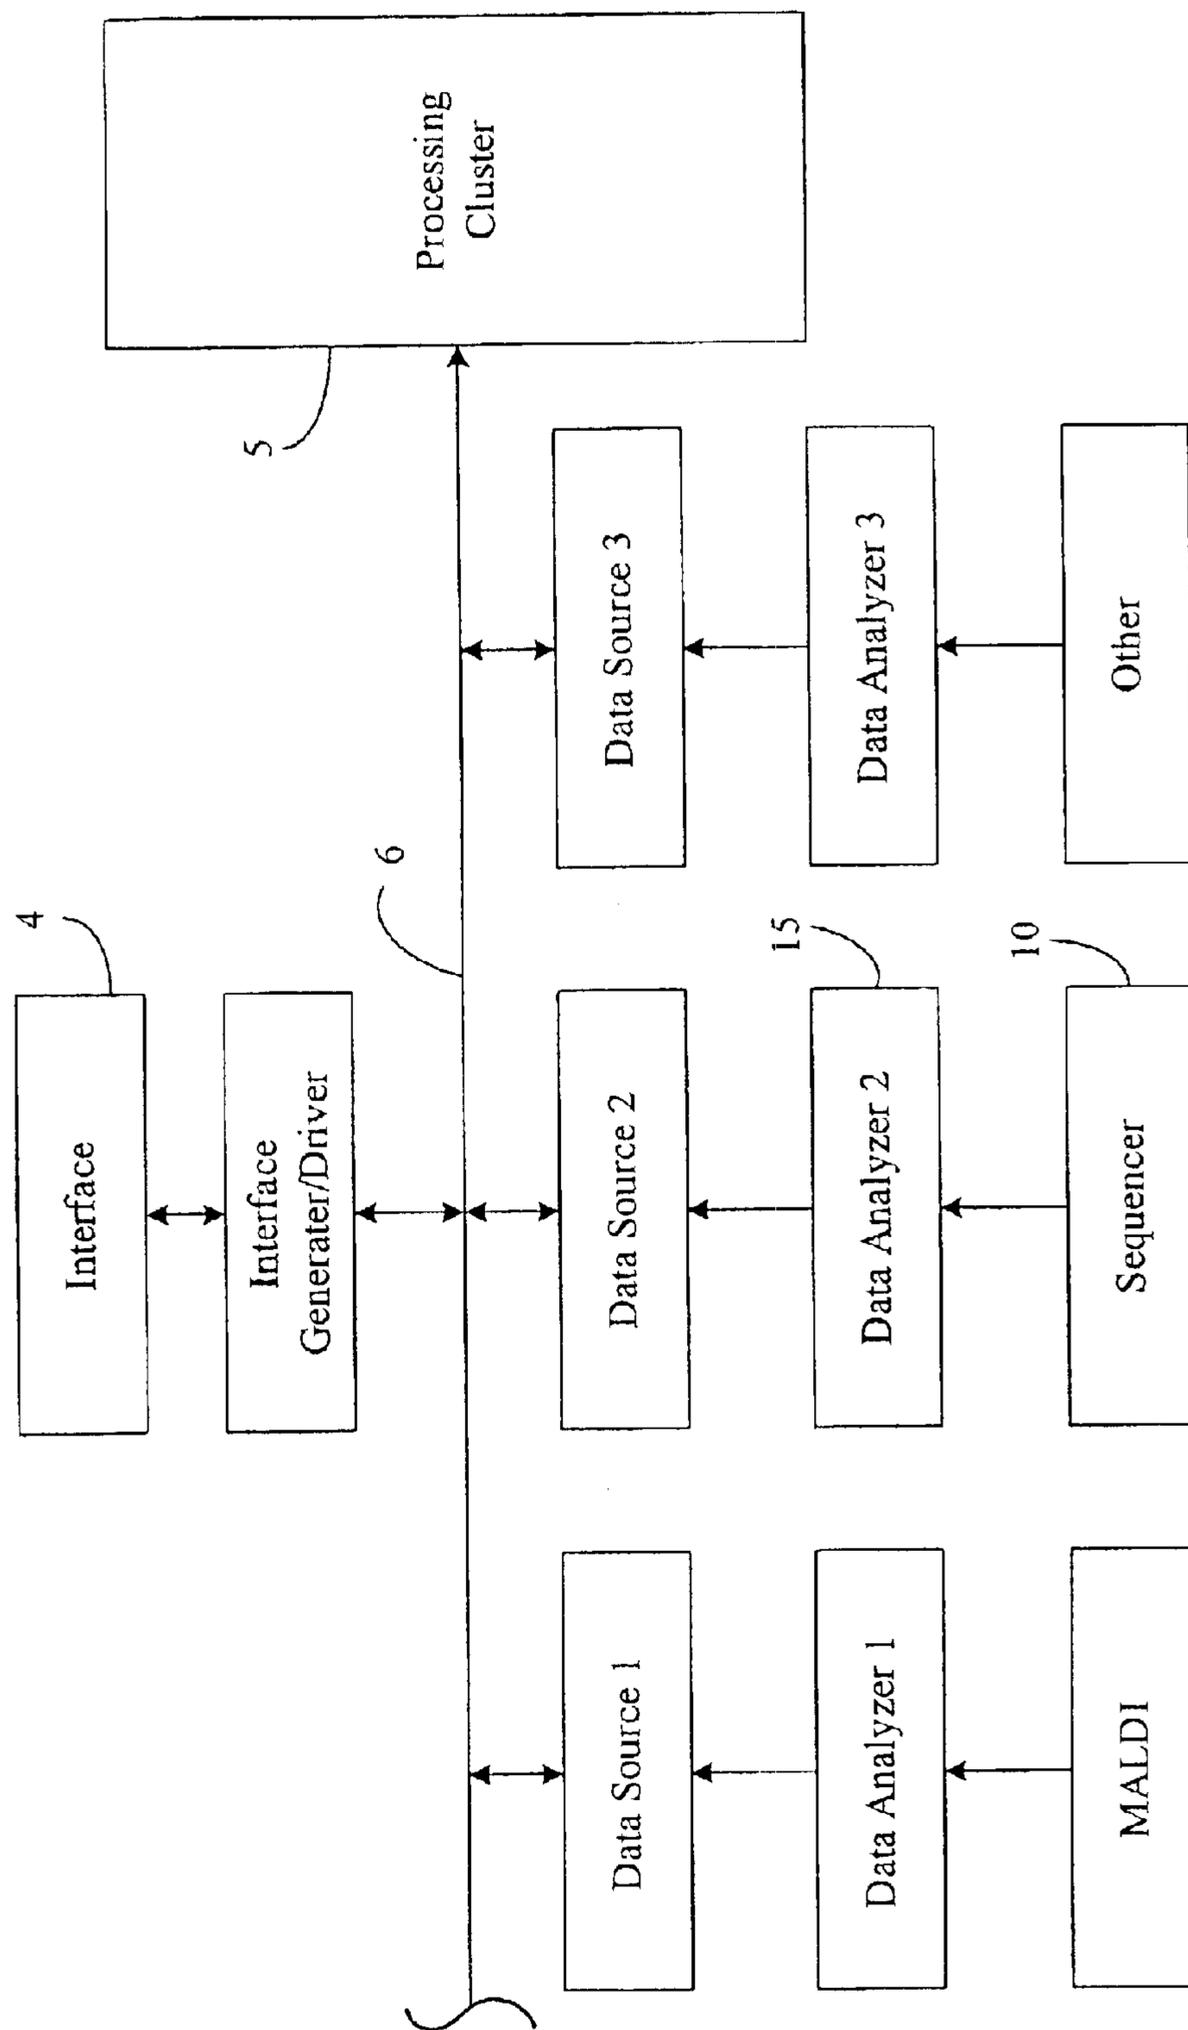 Interface
4
Interface
Generater/Driver
6
5
Processing
Cluster
Data Source 1
Data Source 2
Data Source 3
Data Analyzer 1
Data Analyzer 2
15
Data Analyzer 3
MALDI
Sequencer
10
Other